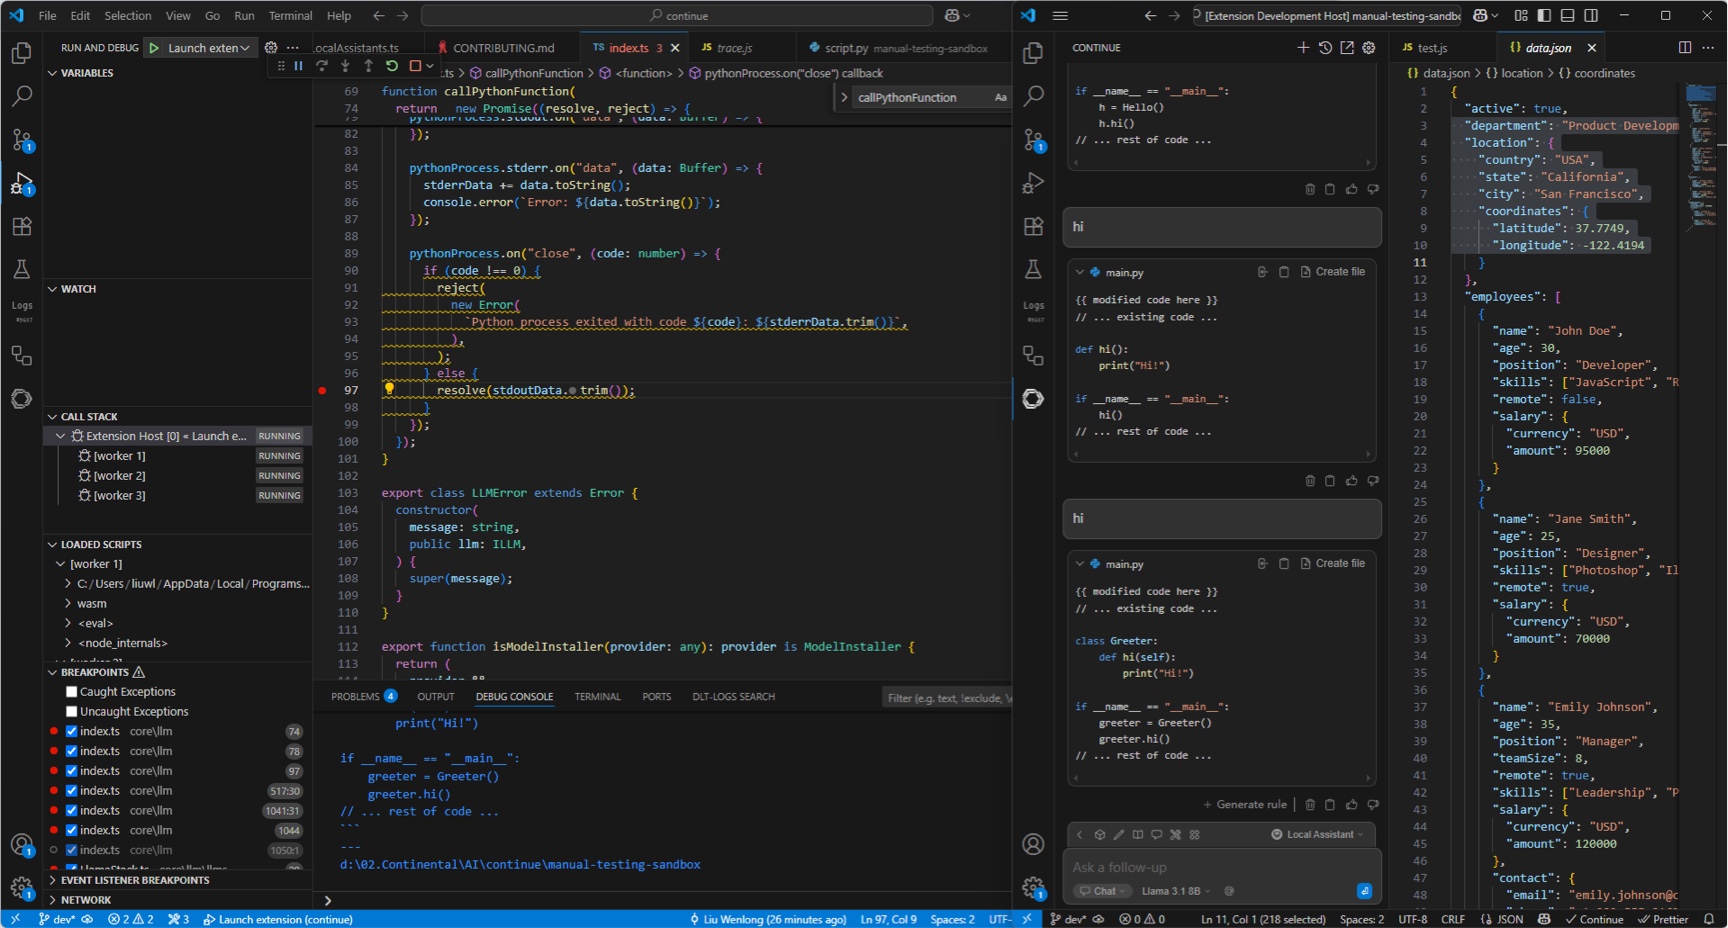 File Edit Selection View Go Run Terminal Help
continue
RUN AND DEBUG Launch exten
VARIABLES
WATCH
CALL STACK
Extension Host [0] « Launch e... RUNNING
[worker 1] RUNNING
[worker 2] RUNNING
[worker 3] RUNNING
LOADED SCRIPTS
[worker 1]
C:/Users/liuwl/AppData/Local/Programs...
wasm
<eval>
<node_internals>
BREAKPOINTS
Caught Exceptions
Uncaught Exceptions
index.ts core\llm 74
index.ts core\llm 78
index.ts core\llm 97
index.ts core\llm 517:30
index.ts core\llm 1041:31
index.ts core\llm 1044
index.ts core\llm 1050:1
EVENT LISTENER BREAKPOINTS
NETWORK
Logs
.ocalAssistants.ts CONTRIBUTING.md TS index.ts 3 JS trace.js script.py manual-testing-sandbox
.ts > callPythonFunction > <function> > pythonProcess.on("close") callback
callPythonFunction Aa
69 function callPythonFunction(
74 return new Promise((resolve, reject) => {
79 pythonProcess.stdout.on("data", (data: Buffer) => {
82 });
83
84 pythonProcess.stderr.on("data", (data: Buffer) => {
85 stderrData += data.toString();
86 console.error(`Error: ${data.toString()}`);
87 });
88
89 pythonProcess.on("close", (code: number) => {
90 if (code !== 0) {
91 reject(
92 new Error(
93 `Python process exited with code ${code}: ${stderrData.trim()}`,
94 ),
95 );
96 } else {
97 resolve(stdoutData.trim());
98 }
99 });
100 });
101 }
102
103 export class LLMError extends Error {
104 constructor(
105 message: string,
106 public llm: ILLM,
107 ) {
108 super(message);
109 }
110 }
111
112 export function isModelInstaller(provider: any): provider is ModelInstaller {
113 return (
PROBLEMS 4 OUTPUT DEBUG CONSOLE TERMINAL PORTS DLT-LOGS SEARCH Filter (e.g. text, !exclude, \
print("Hi!")
if __name__ == "__main__":
greeter = Greeter()
greeter.hi()
// ... rest of code ...
```
---
d:\02.Continental\AI\continue\manual-testing-sandbox
dev* 2 2 3 Launch extension (continue) Liu Wenlong (26 minutes ago) Ln 97, Col 9 Spaces: 2 UTF-
[Extension Development Host] manual-testing-sandbo
CONTINUE
Logs
if __name__ == "__main__":
h = Hello()
h.hi()
// ... rest of code ...
hi
main.py Create file
{{ modified code here }}
// ... existing code ...
def hi():
print("Hi!")
if __name__ == "__main__":
hi()
// ... rest of code ...
hi
main.py Create file
{{ modified code here }}
// ... existing code ...
class Greeter:
def hi(self):
print("Hi!")
if __name__ == "__main__":
greeter = Greeter()
greeter.hi()
// ... rest of code ...
+ Generate rule
Local Assistant
Ask a follow-up
Chat Llama 3.1 8B @
JS test.js {} data.json
{} data.json > {} location > {} coordinates
1 {
2 "active": true,
3 "department": "Product Developm
4 "location": {
5 "country": "USA",
6 "state": "California",
7 "city": "San Francisco",
8 "coordinates": {
9 "latitude": 37.7749,
10 "longitude": -122.4194
11 }
12 },
13 "employees": [
14 {
15 "name": "John Doe",
16 "age": 30,
17 "position": "Developer",
18 "skills": ["JavaScript", "R
19 "remote": false,
20 "salary": {
21 "currency": "USD",
22 "amount": 95000
23 }
24 },
25 {
26 "name": "Jane Smith",
27 "age": 25,
28 "position": "Designer",
29 "skills": ["Photoshop", "Il
30 "remote": true,
31 "salary": {
32 "currency": "USD",
33 "amount": 70000
34 }
35 },
36 {
37 "name": "Emily Johnson",
39 "age": 35,
39 "position": "Manager",
40 "teamSize": 8,
41 "remote": true,
42 "skills": ["Leadership", "P
43 "salary": {
44 "currency": "USD",
45 "amount": 120000
46 },
47 "contact": {
48 "email": "emily.johnson@c
dev* 0 0 Ln 11, Col 1 (218 selected) Spaces: 2 UTF-8 CRLF {} JSON Continue Prettier